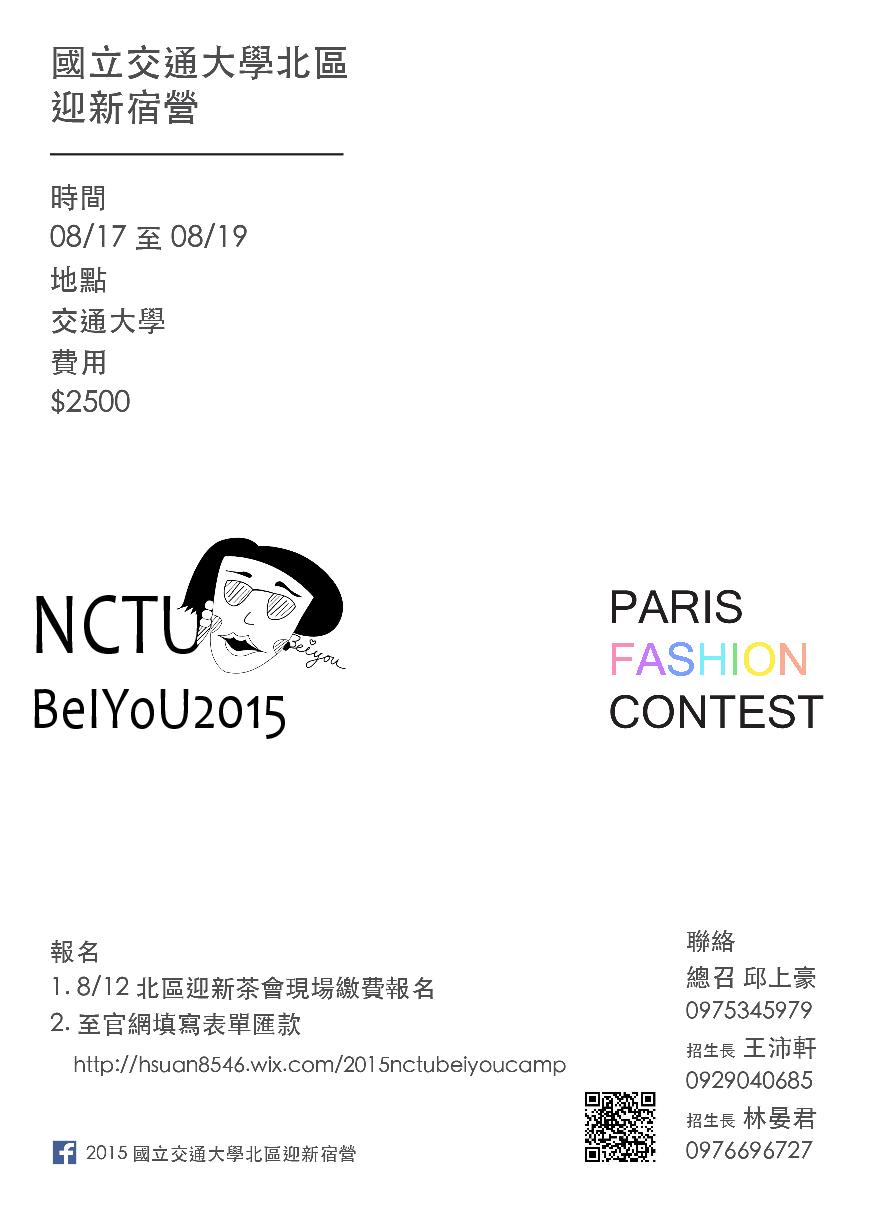 國立交通大學北區
迎新宿營
時間
08/17 至 08/19
地點
交通大學
費用
$2500
NCTU
Beiyou
BeIYoU2015
PARIS
FASHION
CONTEST
報名
1. 8/12 北區迎新茶會現場繳費報名
2. 至官網填寫表單匯款
http://hsuan8546.wix.com/2015nctubeiyoucamp
f 2015 國立交通大學北區迎新宿營
聯絡
總召 邱上豪
0975345979
招生長 王沛軒
0929040685
招生長 林晏君
0976696727